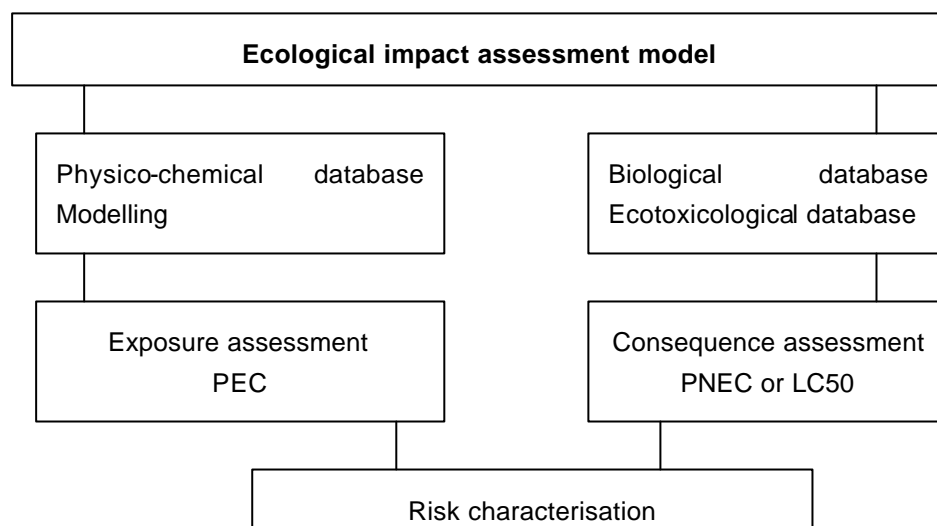 Ecological impact assessment model
Physico-chemical database
Modelling
Biological database
Ecotoxicological database
Exposure assessment
PEC
Consequence assessment
PNEC or LC50
Risk characterisation